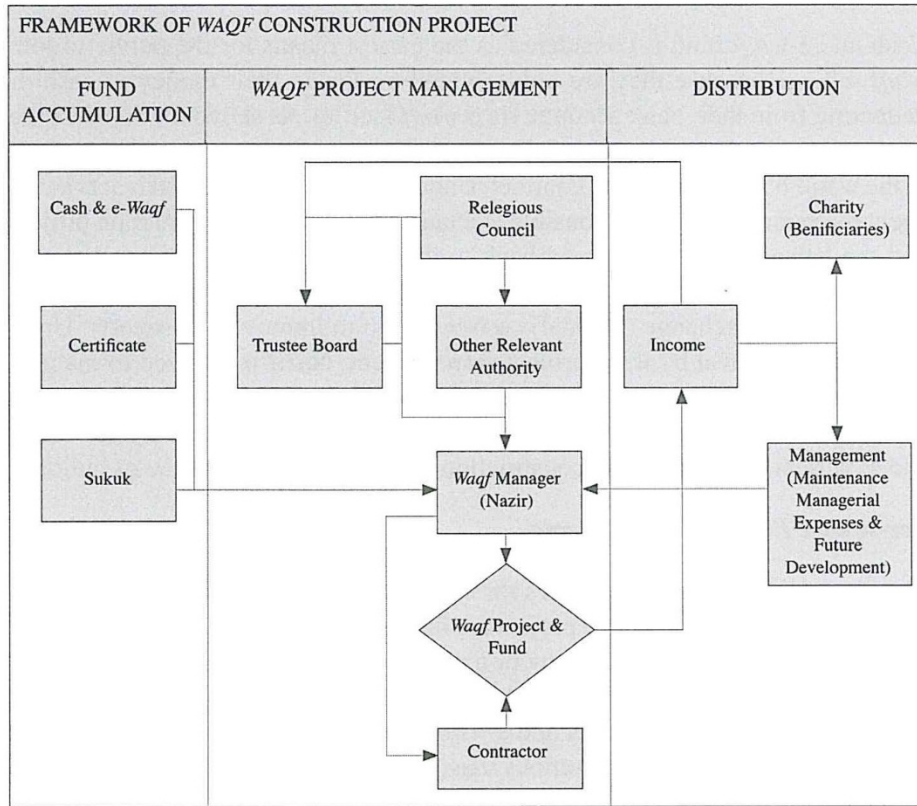 FRAMEWORK OF WAQF CONSTRUCTION PROJECT
FUND
ACCUMULATION
WAQF PROJECT MANAGEMENT
DISTRIBUTION
Cash & e-Waqf
Relegious
Council
Charity
(Benificiaries)
Certificate
Trustee Board
Other Relevant
Authority
Income
Sukuk
Waqf Manager
(Nazir)
Management
(Maintenance
Managerial
Expenses &
Future
Development)
Waqf Project &
Fund
Contractor